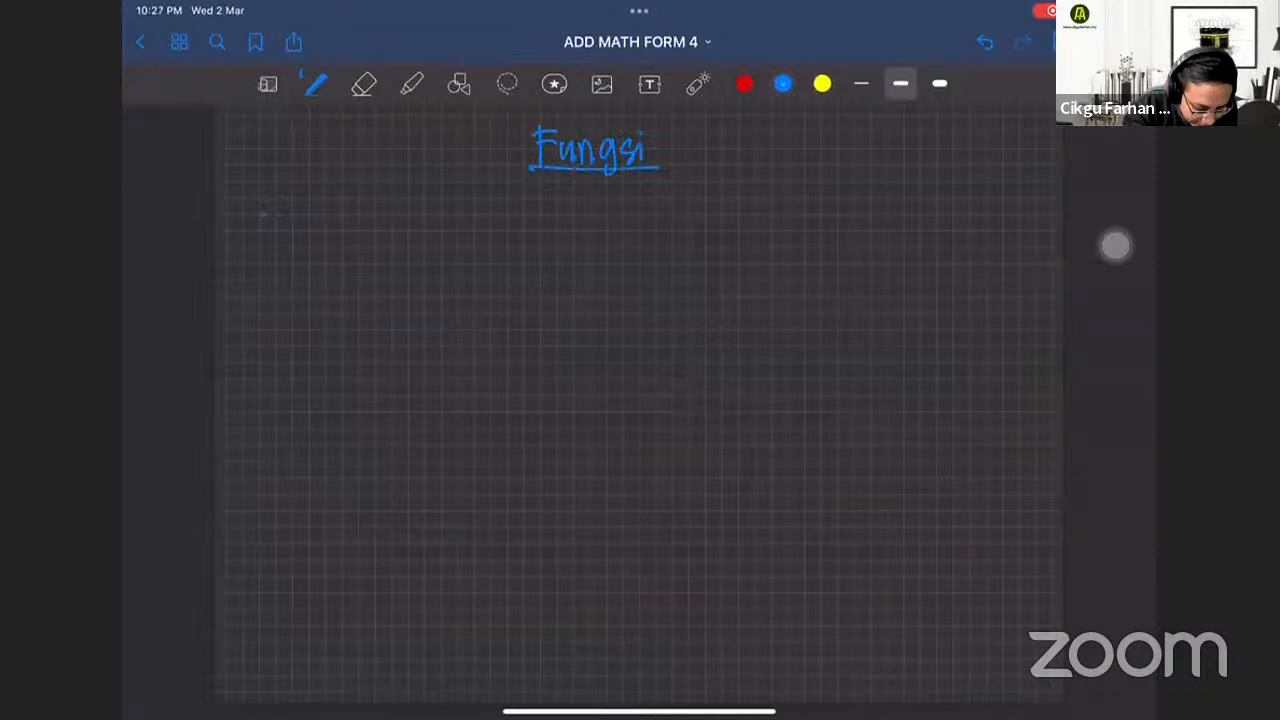 10:27 PM Wed 2 Mar
ADD MATH FORM 4
T
Cikgu Farhan ...
Fungsi
zoom